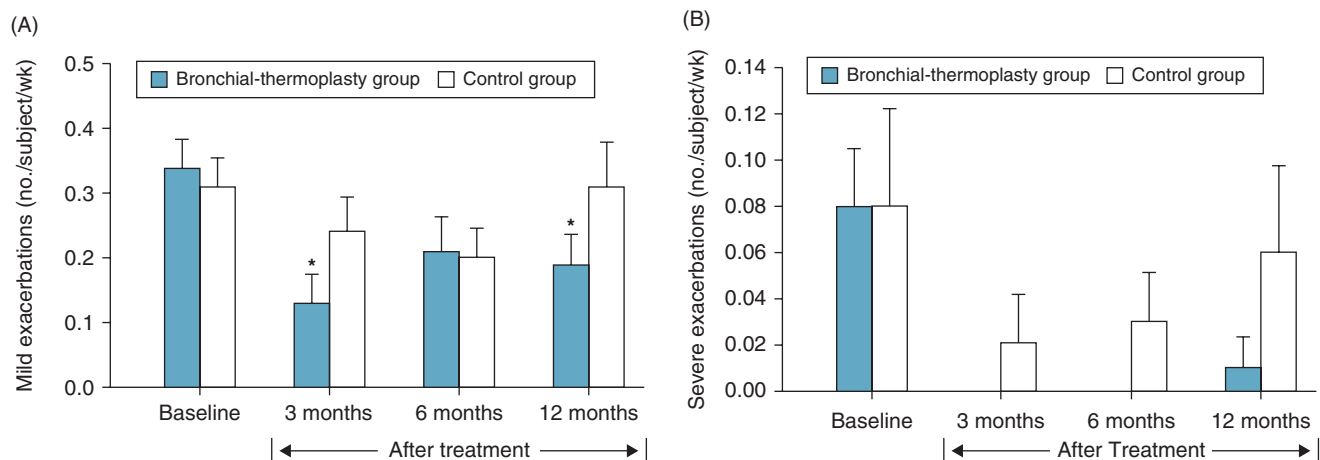 (A)
Mild exacerbations (no./subject/wk)
0.5
0.4
0.3
0.2
0.1
0.0
Bronchial-thermoplasty group Control group
*
*
Baseline 3 months 6 months 12 months
After treatment
(B)
Severe exacerbations (no./subject/wk)
0.14
0.12
0.10
0.08
0.06
0.04
0.02
0.00
Bronchial-thermoplasty group Control group
Baseline 3 months 6 months 12 months
After Treatment